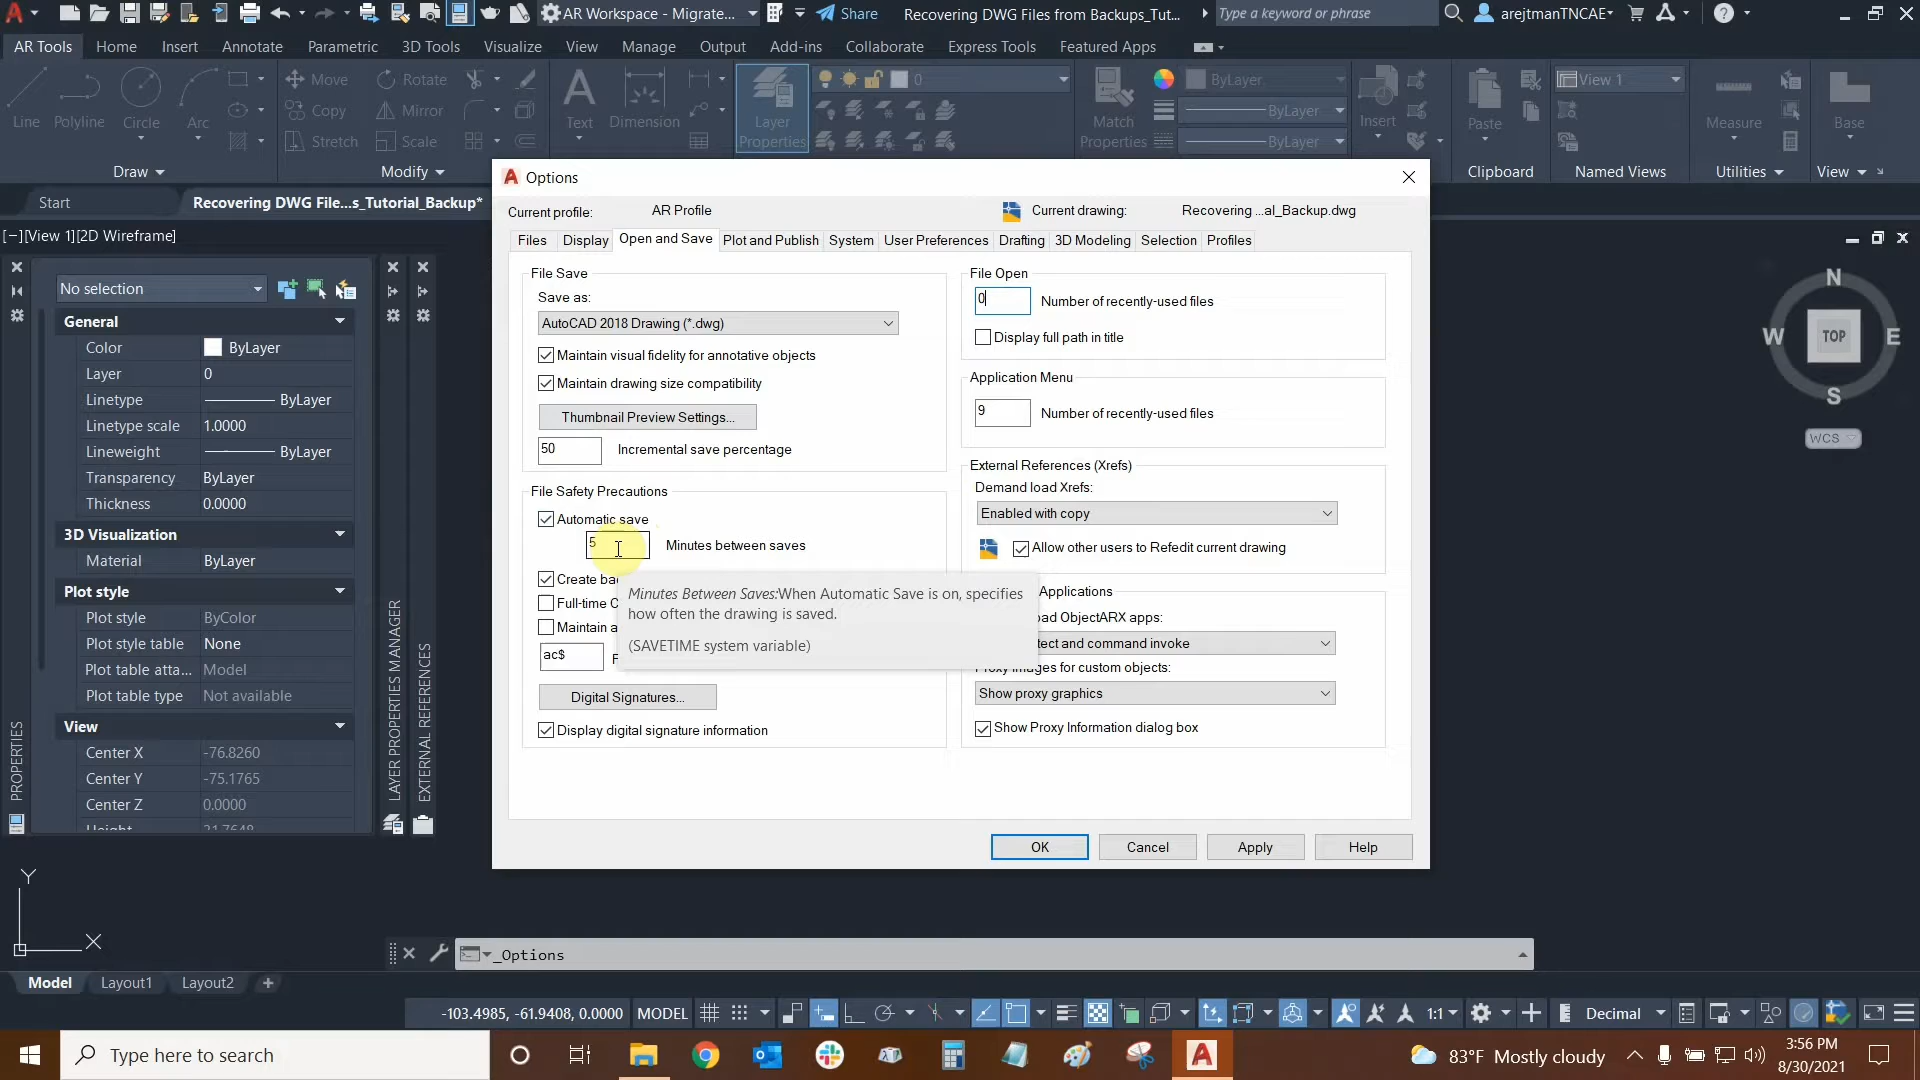 AR Workspace - Migrate...
Share
Recovering DWG Files from Backups_Tut...
Type a keyword or phrase
arejtmanTNCAE
AR Tools
Home
Insert
Annotate
Parametric
3D Tools
Visualize
View
Manage
Output
Add-ins
Collaborate
Express Tools
Featured Apps
Line
Polyline
Circle
Arc
Move
Rotate
Copy
Mirror
Stretch
Scale
Text
Dimension
Layer
Properties
0
Match
Properties
ByLayer
ByLayer
ByLayer
Insert
Paste
View 1
Measure
Base
Draw
Modify
Clipboard
Named Views
Utilities
View
Start
Recovering DWG File...s_Tutorial_Backup*
[−][View 1][2D Wireframe]
No selection
General
Color ByLayer
Layer 0
Linetype ByLayer
Linetype scale 1.0000
Lineweight ByLayer
Transparency ByLayer
Thickness 0.0000
3D Visualization
Material ByLayer
Plot style
Plot style ByColor
Plot style table None
Plot table atta... Model
Plot table type Not available
View
Center X -76.8260
Center Y -75.1765
Center Z 0.0000
PROPERTIES
LAYER PROPERTIES MANAGER
EXTERNAL REFERENCES
Options
Current profile: AR Profile
Current drawing: Recovering ...al_Backup.dwg
Files
Display
Open and Save
Plot and Publish
System
User Preferences
Drafting
3D Modeling
Selection
Profiles
File Save
Save as:
AutoCAD 2018 Drawing (*.dwg)
Maintain visual fidelity for annotative objects
Maintain drawing size compatibility
Thumbnail Preview Settings...
50 Incremental save percentage
File Safety Precautions
Automatic save
5 Minutes between saves
Create ba
Full-time C
Maintain a
ac$
Digital Signatures...
Display digital signature information
Minutes Between Saves:When Automatic Save is on, specifies
how often the drawing is saved.
(SAVETIME system variable)
File Open
0 Number of recently-used files
Display full path in title
Application Menu
9 Number of recently-used files
External References (Xrefs)
Demand load Xrefs:
Enabled with copy
Allow other users to Refedit current drawing
Applications
oad ObjectARX apps:
tect and command invoke
Proxy images for custom objects:
Show proxy graphics
Show Proxy Information dialog box
OK
Cancel
Apply
Help
N
W
TOP
E
S
WCS
Y
X
_Options
Model
Layout1
Layout2
-103.4985, -61.9408, 0.0000
MODEL
1:1
Decimal
Type here to search
83°F Mostly cloudy
3:56 PM
8/30/2021